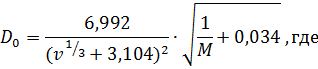 D₀ = 6,992 / (v^1/3 + 3,104)² · √(1/M + 0,034) , где